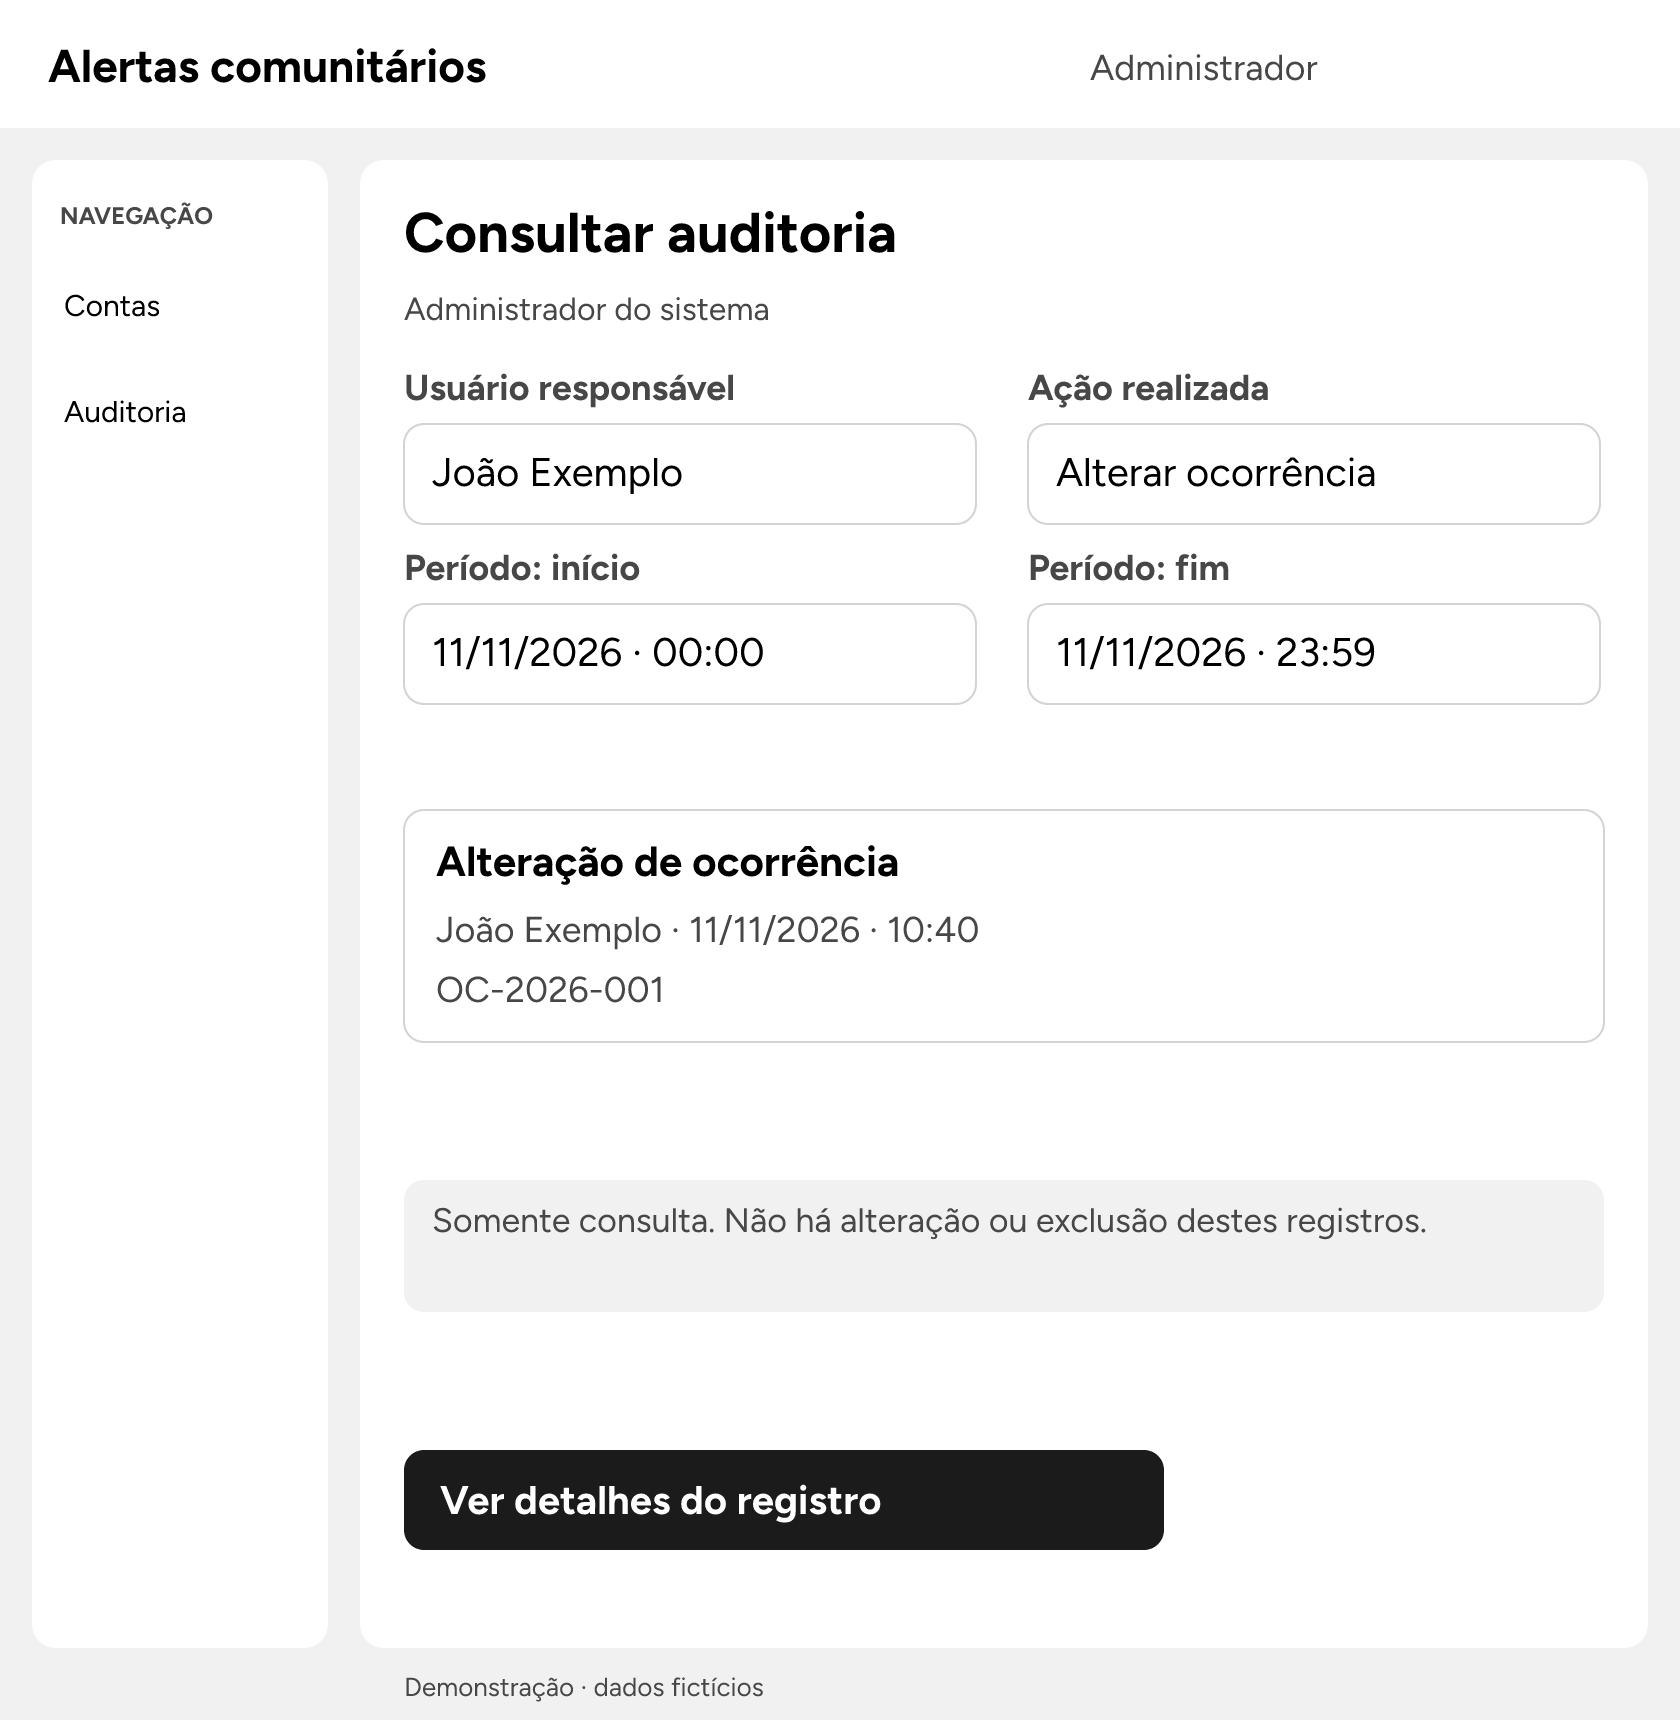 Alertas comunitários
Administrador
NAVEGAÇÃO
Contas
Auditoria
Consultar auditoria
Administrador do sistema
Usuário responsável
João Exemplo
Ação realizada
Alterar ocorrência
Período: início
11/11/2026 · 00:00
Período: fim
11/11/2026 · 23:59
Alteração de ocorrência
João Exemplo · 11/11/2026 · 10:40
OC-2026-001
Somente consulta. Não há alteração ou exclusão destes registros.
Ver detalhes do registro
Demonstração · dados fictícios